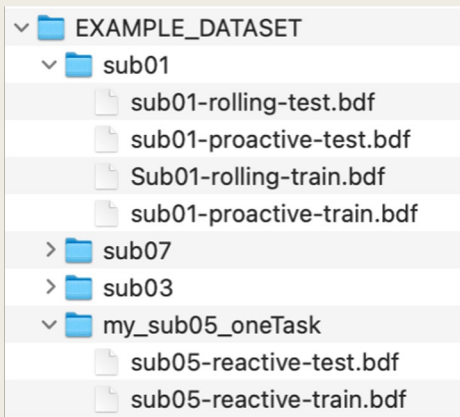 EXAMPLE_DATASET
sub01
sub01-rolling-test.bdf
sub01-proactive-test.bdf
Sub01-rolling-train.bdf
sub01-proactive-train.bdf
sub07
sub03
my_sub05_oneTask
sub05-reactive-test.bdf
sub05-reactive-train.bdf